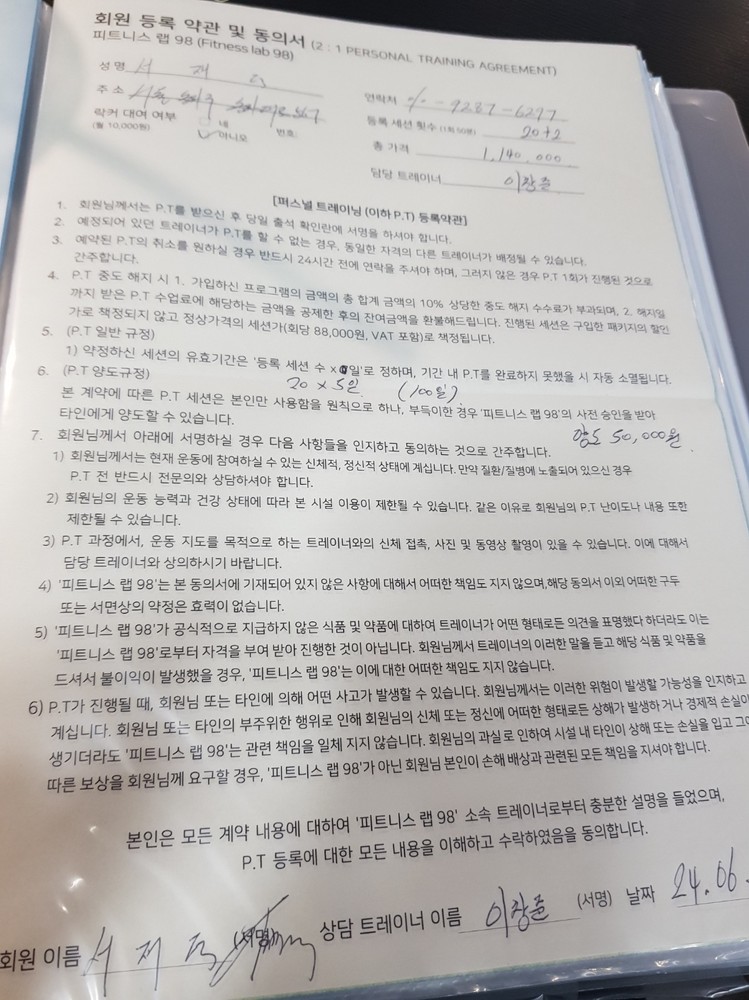 회원 등록 약관 및 동의서 (2 : 1 PERSONAL TRAINING AGREEMENT)
피트니스 랩 98 (Fitness lab 98)
성 명 서 재
주 소
연락처 010-9237-6297
락커 대여 여부 네 번호
(월 10,000원) 아니오
등록 세션 횟수 (1회 50분) 20+2
총 가격 1,140,000
담당 트레이너 이창준
[퍼스널 트레이닝 (이하 P.T) 등록약관]
1. 회원님께서는 P.T를 받으신 후 당일 출석 확인란에 서명을 하셔야 합니다.
2. 예정되어 있던 트레이너가 P.T를 할 수 없는 경우, 동일한 자격의 다른 트레이너가 배정될 수 있습니다.
3. 예약된 P.T의 취소를 원하실 경우 반드시 24시간 전에 연락을 주셔야 하며, 그러지 않은 경우 P.T 1회가 진행된 것으로
간주합니다.
4. P.T 중도 해지 시 1. 가입하신 프로그램의 금액의 총 합계 금액의 10% 상당한 중도 해지 수수료가 부과되며, 2. 해지일
까지 받은 P.T 수업료에 해당하는 금액을 공제한 후의 잔여금액을 환불해드립니다. 진행된 세션은 구입한 패키지의 할인
가로 책정되지 않고 정상가격의 세션가(회당 88,000원, VAT 포함)로 책정됩니다.
5. (P.T 일반 규정)
1) 약정하신 세션의 유효기간은 '등록 세션 수 × 일'로 정하며, 기간 내 P.T를 완료하지 못했을 시 자동 소멸됩니다.
20 × 5일 (100일)
6. (P.T 양도규정)
본 계약에 따른 P.T 세션은 본인만 사용함을 원칙으로 하나, 부득이한 경우 '피트니스 랩 98'의 사전 승인을 받아
타인에게 양도할 수 있습니다.
양도 50,000원.
7. 회원님께서 아래에 서명하실 경우 다음 사항들을 인지하고 동의하는 것으로 간주합니다.
1) 회원님께서는 현재 운동에 참여하실 수 있는 신체적, 정신적 상태에 계십니다. 만약 질환/질병에 노출되어 있으신 경우
P.T 전 반드시 전문의와 상담하셔야 합니다.
2) 회원님의 운동 능력과 건강 상태에 따라 본 시설 이용이 제한될 수 있습니다. 같은 이유로 회원님의 P.T 난이도나 내용 또한
제한될 수 있습니다.
3) P.T 과정에서, 운동 지도를 목적으로 하는 트레이너와의 신체 접촉, 사진 및 동영상 촬영이 있을 수 있습니다. 이에 대해서
담당 트레이너와 상의하시기 바랍니다.
4) '피트니스 랩 98'는 본 동의서에 기재되어 있지 않은 사항에 대해서 어떠한 책임도 지지 않으며,해당 동의서 이외 어떠한 구두
또는 서면상의 약정은 효력이 없습니다.
5) '피트니스 랩 98'가 공식적으로 지급하지 않은 식품 및 약품에 대하여 트레이너가 어떤 형태로든 의견을 표명했다 하더라도 이는
'피트니스 랩 98'로부터 자격을 부여 받아 진행한 것이 아닙니다. 회원님께서 트레이너의 이러한 말을 듣고 해당 식품 및 약품을
드셔서 불이익이 발생했을 경우, '피트니스 랩 98'는 이에 대한 어떠한 책임도 지지 않습니다.
6) P.T가 진행될 때, 회원님 또는 타인에 의해 어떤 사고가 발생할 수 있습니다. 회원님께서는 이러한 위험이 발생할 가능성을 인지하고
계십니다. 회원님 또는 타인의 부주위한 행위로 인해 회원님의 신체 또는 정신에 어떠한 형태로든 상해가 발생하거나 경제적 손실이
생기더라도 '피트니스 랩 98'는 관련 책임을 일체 지지 않습니다. 회원님의 과실로 인하여 시설 내 타인이 상해 또는 손실을 입고 그에
따른 보상을 회원님께 요구할 경우, '피트니스 랩 98'가 아닌 회원님 본인이 손해 배상과 관련된 모든 책임을 지셔야 합니다.
본인은 모든 계약 내용에 대하여 '피트니스 랩 98' 소속 트레이너로부터 충분한 설명을 들었으며,
P.T 등록에 대한 모든 내용을 이해하고 수락하였음을 동의합니다.
회원 이름 서 재 (서명) 상담 트레이너 이름 이창준 (서명) 날짜 24.06.